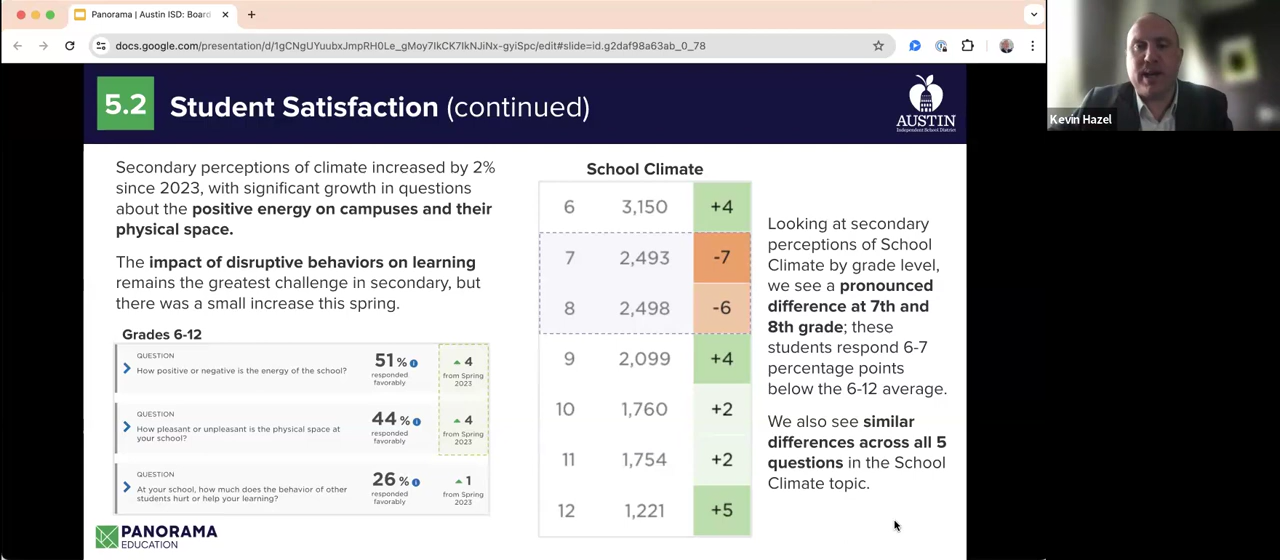 Panorama | Austin ISD: Board
docs.google.com/presentation/d/1gCNgUYuubxJmpRH0Le_gMoy7IkCK7IkNJiNx-gyiSpc/edit#slide=id.g2daf98a63ab_0_78
Kevin Hazel
5.2 Student Satisfaction (continued)
AUSTIN
Independent School District
Secondary perceptions of climate increased by 2%
since 2023, with significant growth in questions
about the positive energy on campuses and their
physical space.
The impact of disruptive behaviors on learning
remains the greatest challenge in secondary, but
there was a small increase this spring.
Grades 6-12
QUESTION
How positive or negative is the energy of the school?
51%
responded
favorably
4
from Spring
2023
QUESTION
How pleasant or unpleasant is the physical space at
your school?
44%
responded
favorably
4
from Spring
2023
QUESTION
At your school, how much does the behavior of other
students hurt or help your learning?
26%
responded
favorably
1
from Spring
2023
PANORAMA
EDUCATION
School Climate
6 3,150 +4
7 2,493 -7
8 2,498 -6
9 2,099 +4
10 1,760 +2
11 1,754 +2
12 1,221 +5
Looking at secondary
perceptions of School
Climate by grade level,
we see a pronounced
difference at 7th and
8th grade; these
students respond 6-7
percentage points
below the 6-12 average.
We also see similar
differences across all 5
questions in the School
Climate topic.